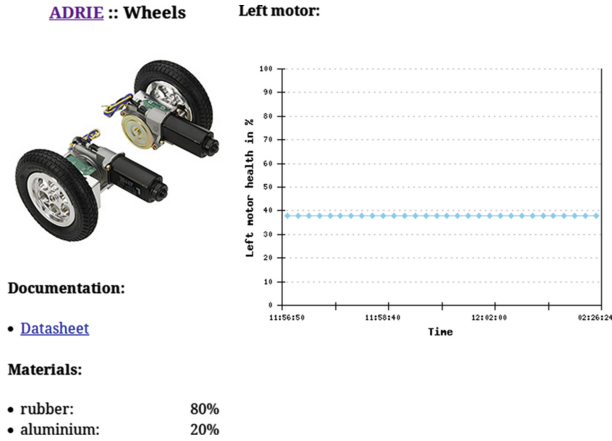 ADRIE :: Wheels
Left motor:
100
90
80
70
60
50
40
30
20
10
0
Left motor health in %
11:56:50
11:58:40
12:02:00
02:26:24
Time
Documentation:
• Datasheet
Materials:
• rubber: 80%
• aluminium: 20%